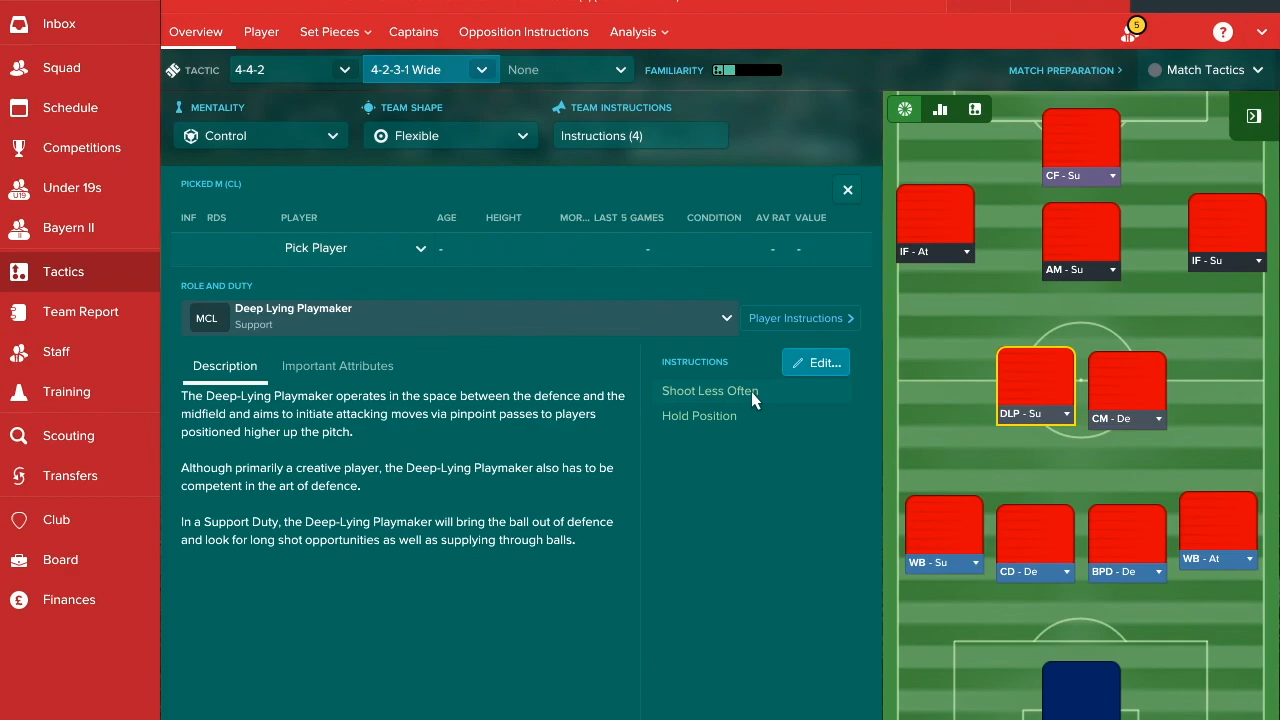 Inbox
Squad
Schedule
Competitions
Under 19s
U19
Bayern II
II
Tactics
Team Report
Staff
Training
Scouting
Transfers
Club
Board
£ Finances
Overview Player Set Pieces Captains Opposition Instructions Analysis
5 ?
TACTIC 4-4-2 4-2-3-1 Wide None FAMILIARITY MATCH PREPARATION > Match Tactics
MENTALITY TEAM SHAPE TEAM INSTRUCTIONS
Control Flexible Instructions (4)
PICKED M (CL)
INF RDS PLAYER AGE HEIGHT MOR... LAST 5 GAMES CONDITION AV RAT VALUE
Pick Player - - - -
ROLE AND DUTY
MCL Deep Lying Playmaker
Support
Player Instructions >
Description Important Attributes
The Deep-Lying Playmaker operates in the space between the defence and the
midfield and aims to initiate attacking moves via pinpoint passes to players
positioned higher up the pitch.
Although primarily a creative player, the Deep-Lying Playmaker also has to be
competent in the art of defence.
In a Support Duty, the Deep-Lying Playmaker will bring the ball out of defence
and look for long shot opportunities as well as supplying through balls.
INSTRUCTIONS Edit...
Shoot Less Often
Hold Position
CF - Su
IF - At
AM - Su
IF - Su
DLP - Su
CM - De
WB - Su
CD - De
BPD - De
WB - At